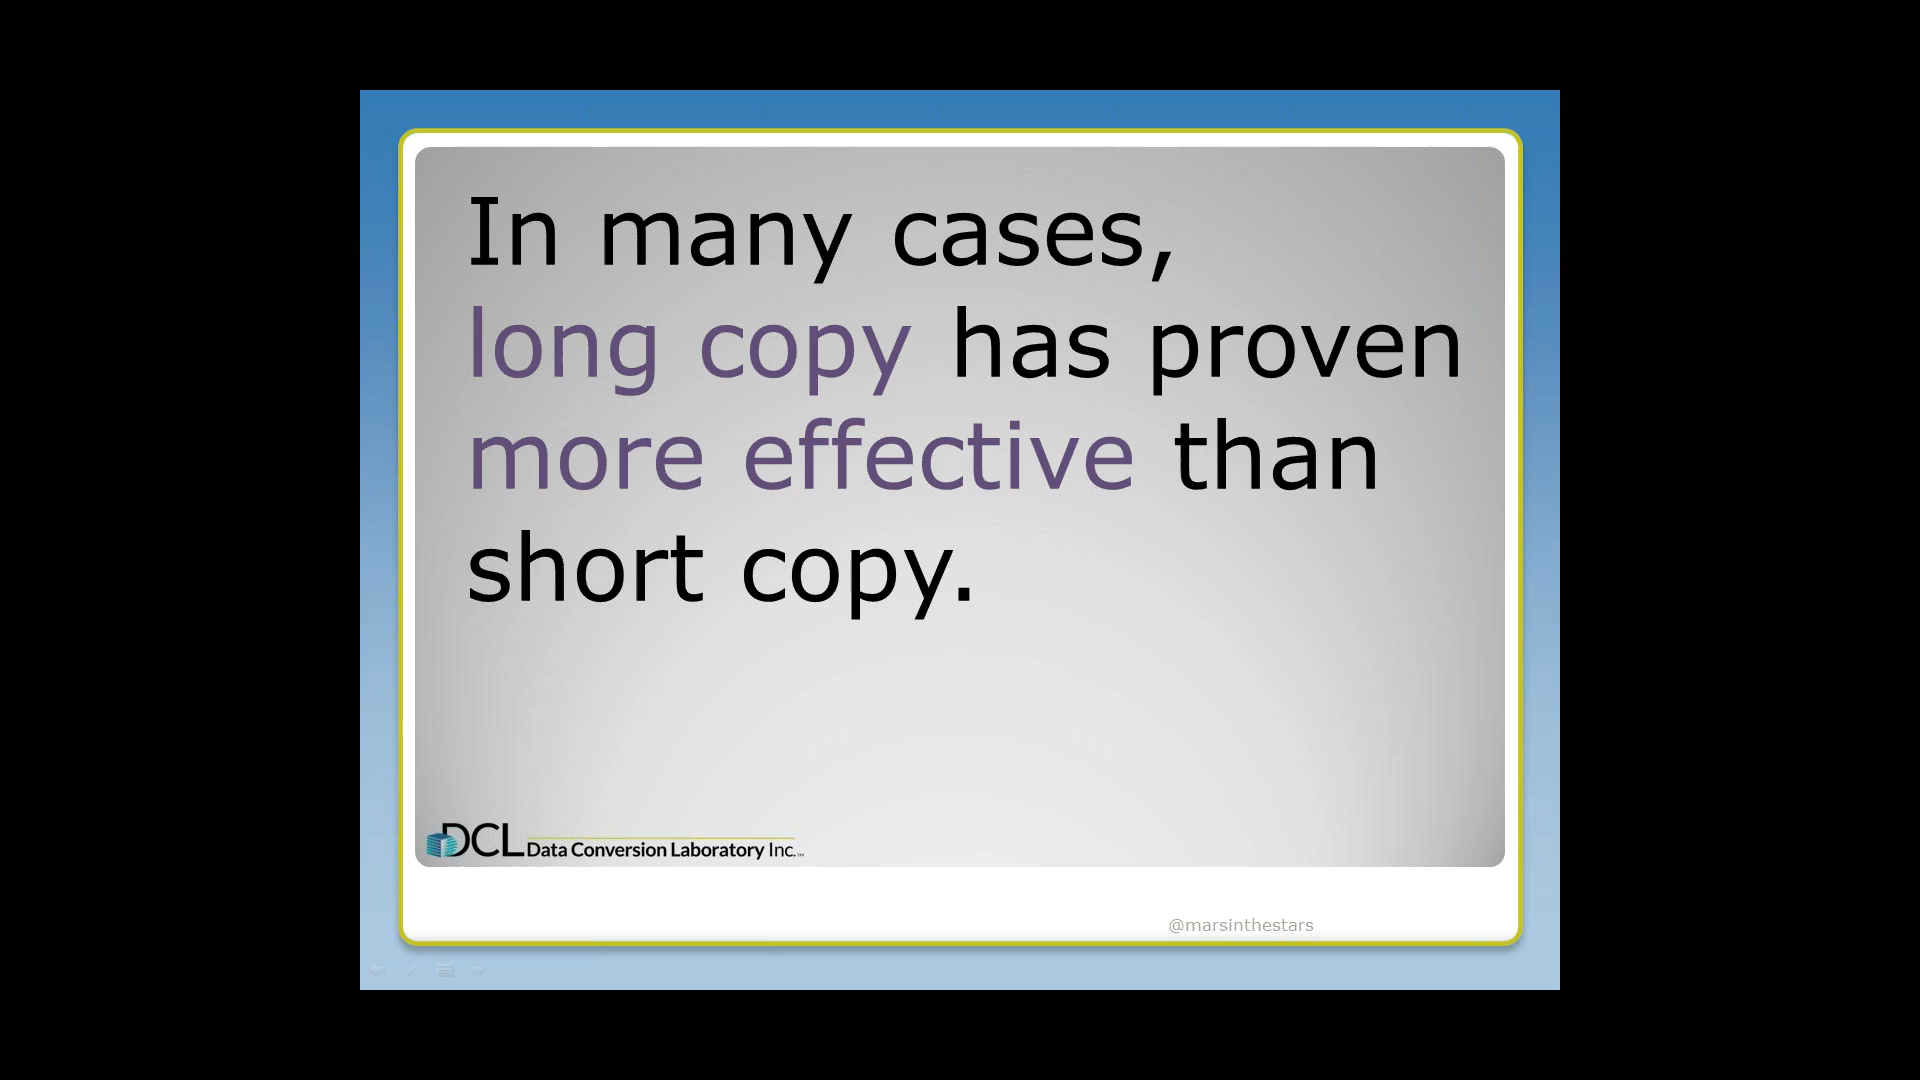 In many cases,
long copy has proven
more effective than
short copy.
DCL Data Conversion Laboratory Inc.
@marsinthestars